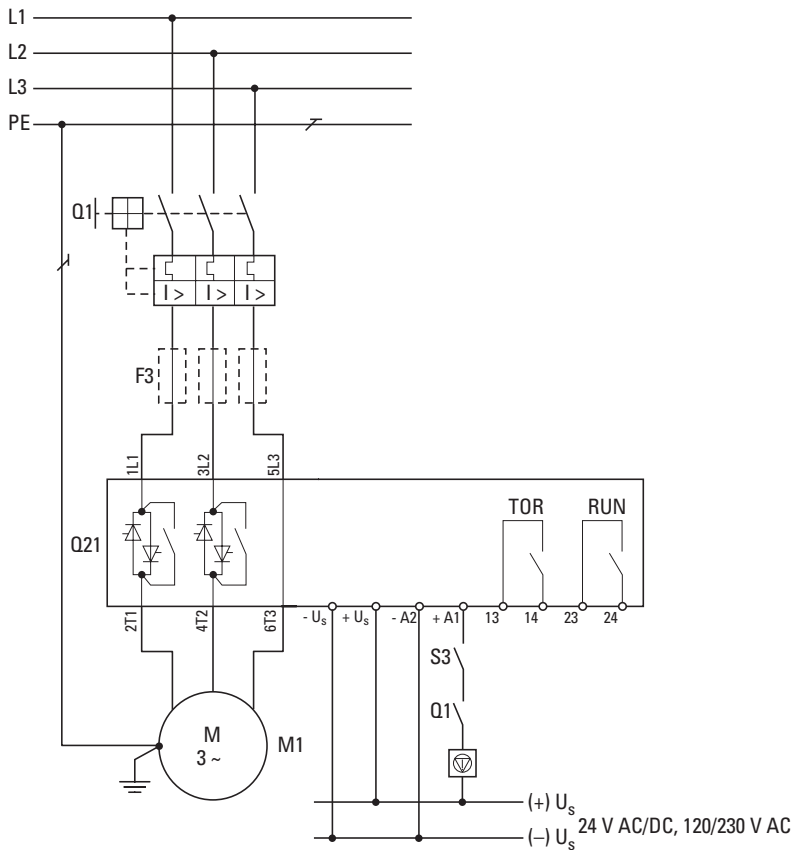 L1
L2
L3
PE
Q1
I > I > I >
F3
1L1 3L2 5L3
TOR RUN
Q21
2T1 4T2 6T3
- Us + Us - A2 + A1 13 14 23 24
S3
Q1
M
3 ~
M1
(+) Us
24 V AC/DC, 120/230 V AC
(–) Us